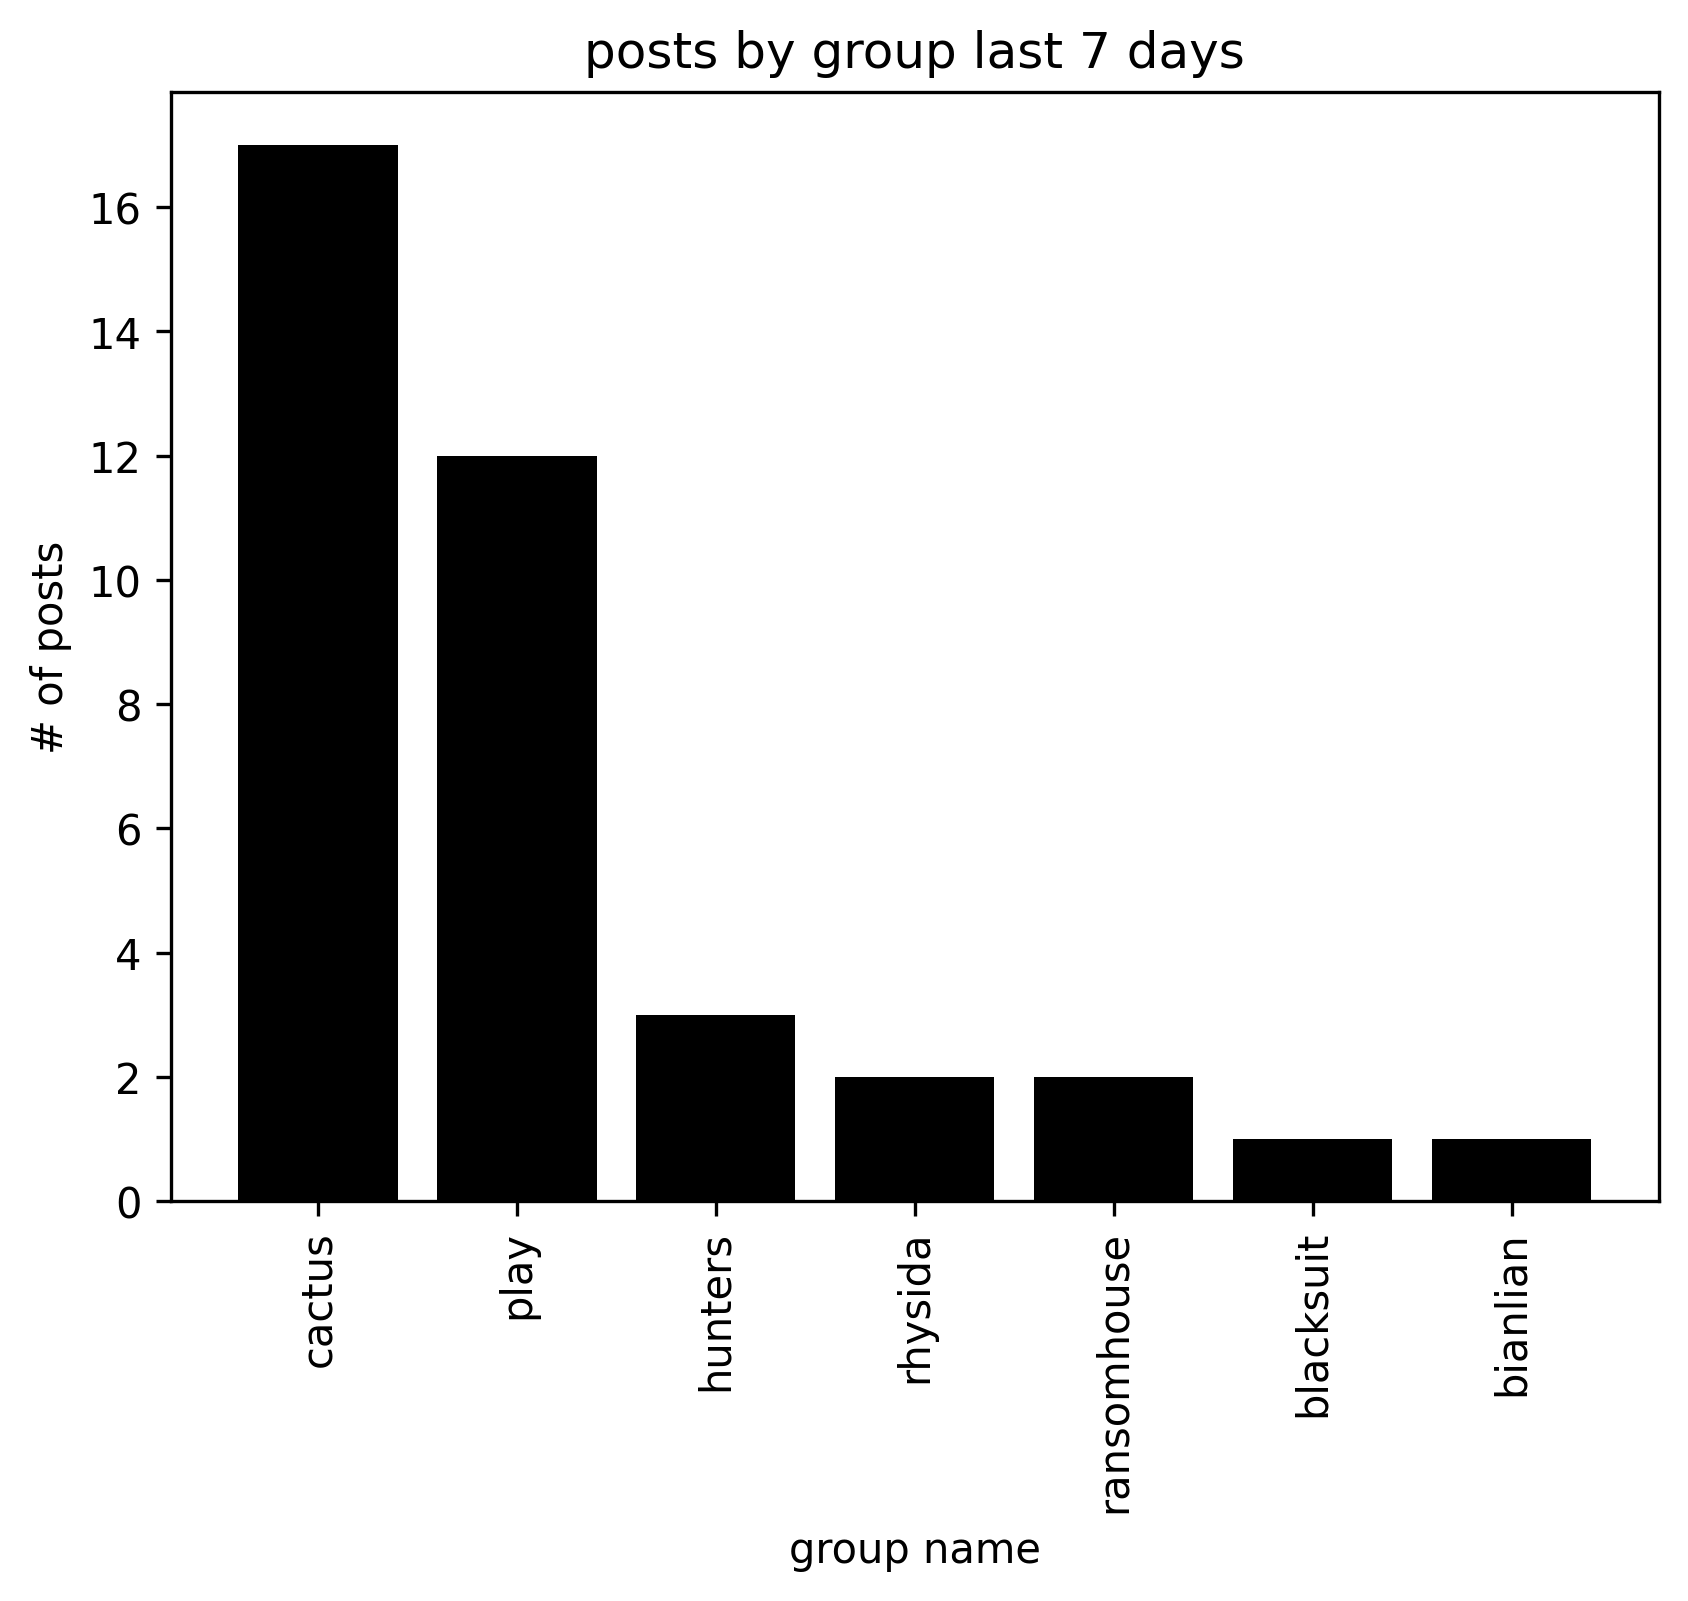 posts by group last 7 days
# of posts
16
14
12
10
8
6
4
2
0
cactus
play
hunters
rhysida
ransomhouse
blacksuit
bianlian
group name